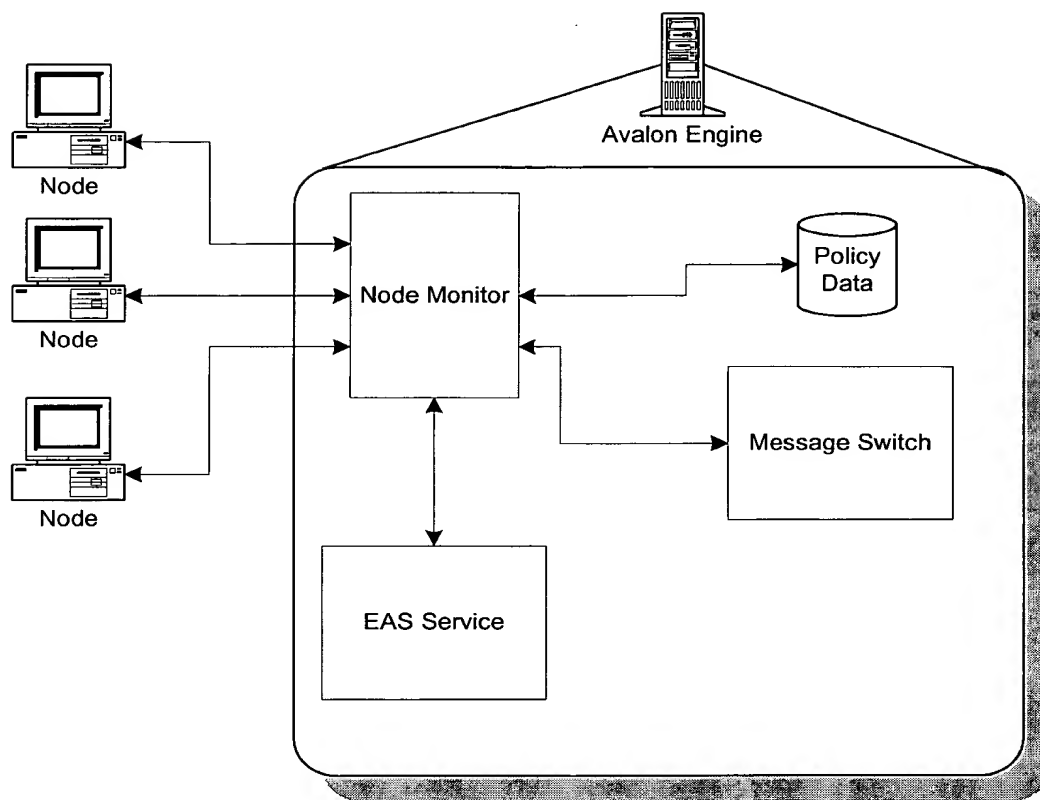 Avalon Engine
Node
Node
Node
Node Monitor
Policy
Data
Message Switch
EAS Service